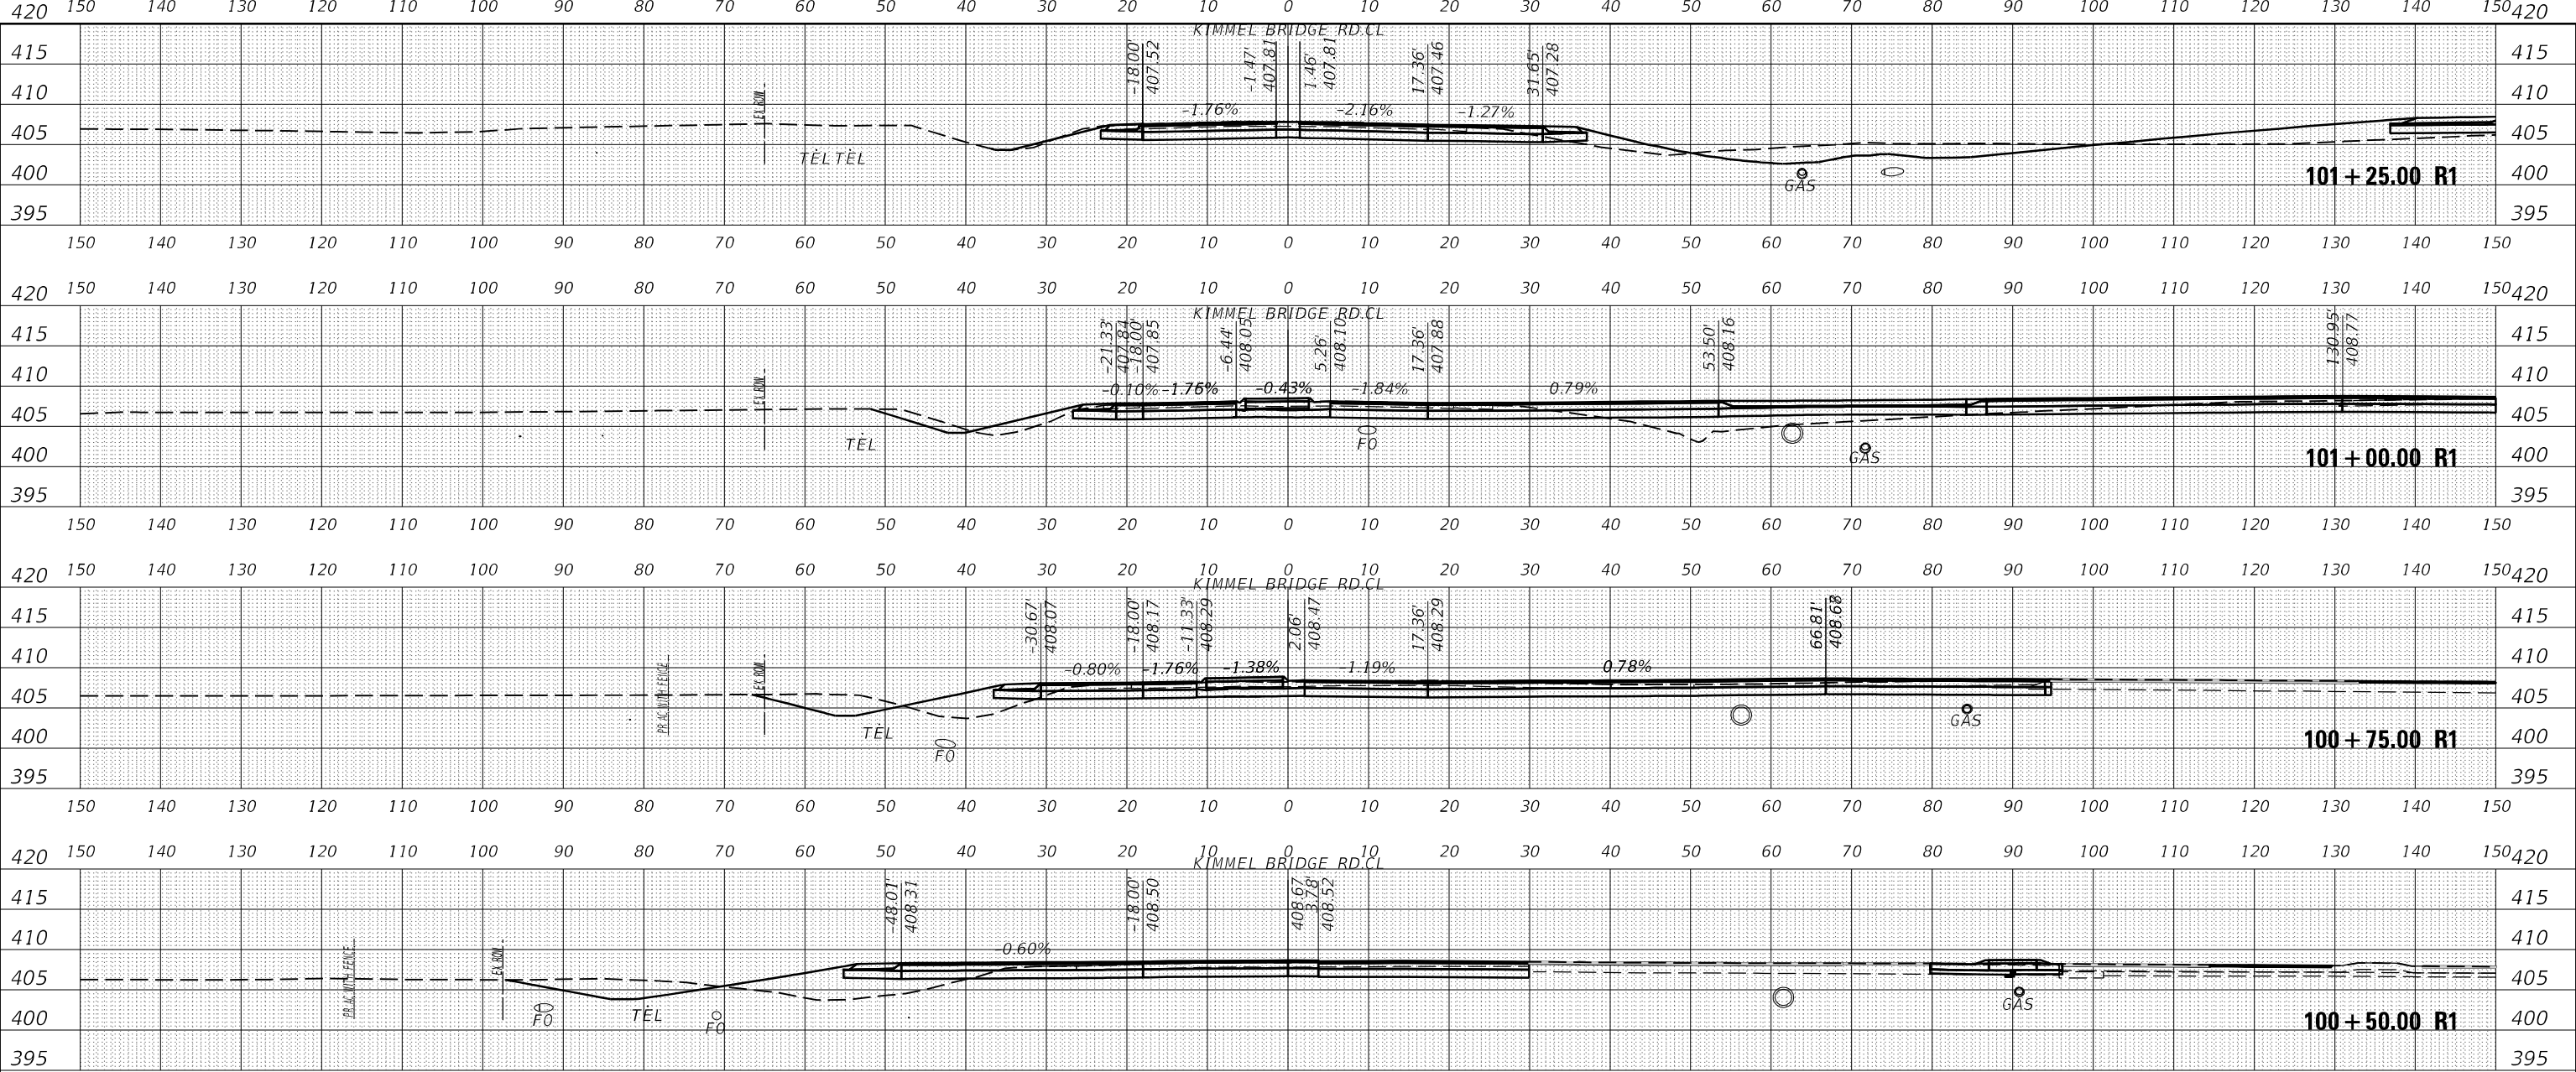 420 150 140 130 120 110 100 90 80 70 60 50 40 30 20 10 0 10 20 30 40 50 60 70 80 90 100 110 120 130 140 150 420
KIMMEL BRIDGE RD.CL
415 -18.00' 407.52 -1.47' 407.81 1.46' 407.81 17.36' 407.46 31.65' 407.28 415
410 EX ROW -1.76% -2.16% -1.27% 410
405 405
TEL TEL
400 GAS 101+25.00 R1 400
395 395
150 140 130 120 110 100 90 80 70 60 50 40 30 20 10 0 10 20 30 40 50 60 70 80 90 100 110 120 130 140 150
420 150 140 130 120 110 100 90 80 70 60 50 40 30 20 10 0 10 20 30 40 50 60 70 80 90 100 110 120 130 140 150 420
KIMMEL BRIDGE RD.CL
415 -21.33' 407.84 -18.00' 407.85 -6.44' 408.05 5.26' 408.10 17.36' 407.88 53.50' 408.16 130.95' 408.77 415
410 EX ROW -0.10% -1.76% -0.43% -1.84% 0.79% 410
405 405
TEL FO
400 GAS 101+00.00 R1 400
395 395
150 140 130 120 110 100 90 80 70 60 50 40 30 20 10 0 10 20 30 40 50 60 70 80 90 100 110 120 130 140 150
420 150 140 130 120 110 100 90 80 70 60 50 40 30 20 10 0 10 20 30 40 50 60 70 80 90 100 110 120 130 140 150 420
KIMMEL BRIDGE RD.CL
415 -30.67' 408.07 -18.00' 408.17 -11.33' 408.29 2.06' 408.47 17.36' 408.29 66.81' 415
410 EX ROW -0.80% -1.76% -1.38% -1.19% 0.78% 410
405 405
TEL GAS
400 FO 100+75.00 R1 400
395 395
150 140 130 120 110 100 90 80 70 60 50 40 30 20 10 0 10 20 30 40 50 60 70 80 90 100 110 120 130 140 150
420 150 140 130 120 110 100 90 80 70 60 50 40 30 20 10 0 10 20 30 40 50 60 70 80 90 100 110 120 130 140 150 420
KIMMEL BRIDGE RD.CL
415 -48.01' 408.31 -18.00' 408.50 408.67 3.78' 408.52 415
410 EX ROW -0.60% 410
405 405
GAS
400 FO TEL FO 100+50.00 R1 400
395 395